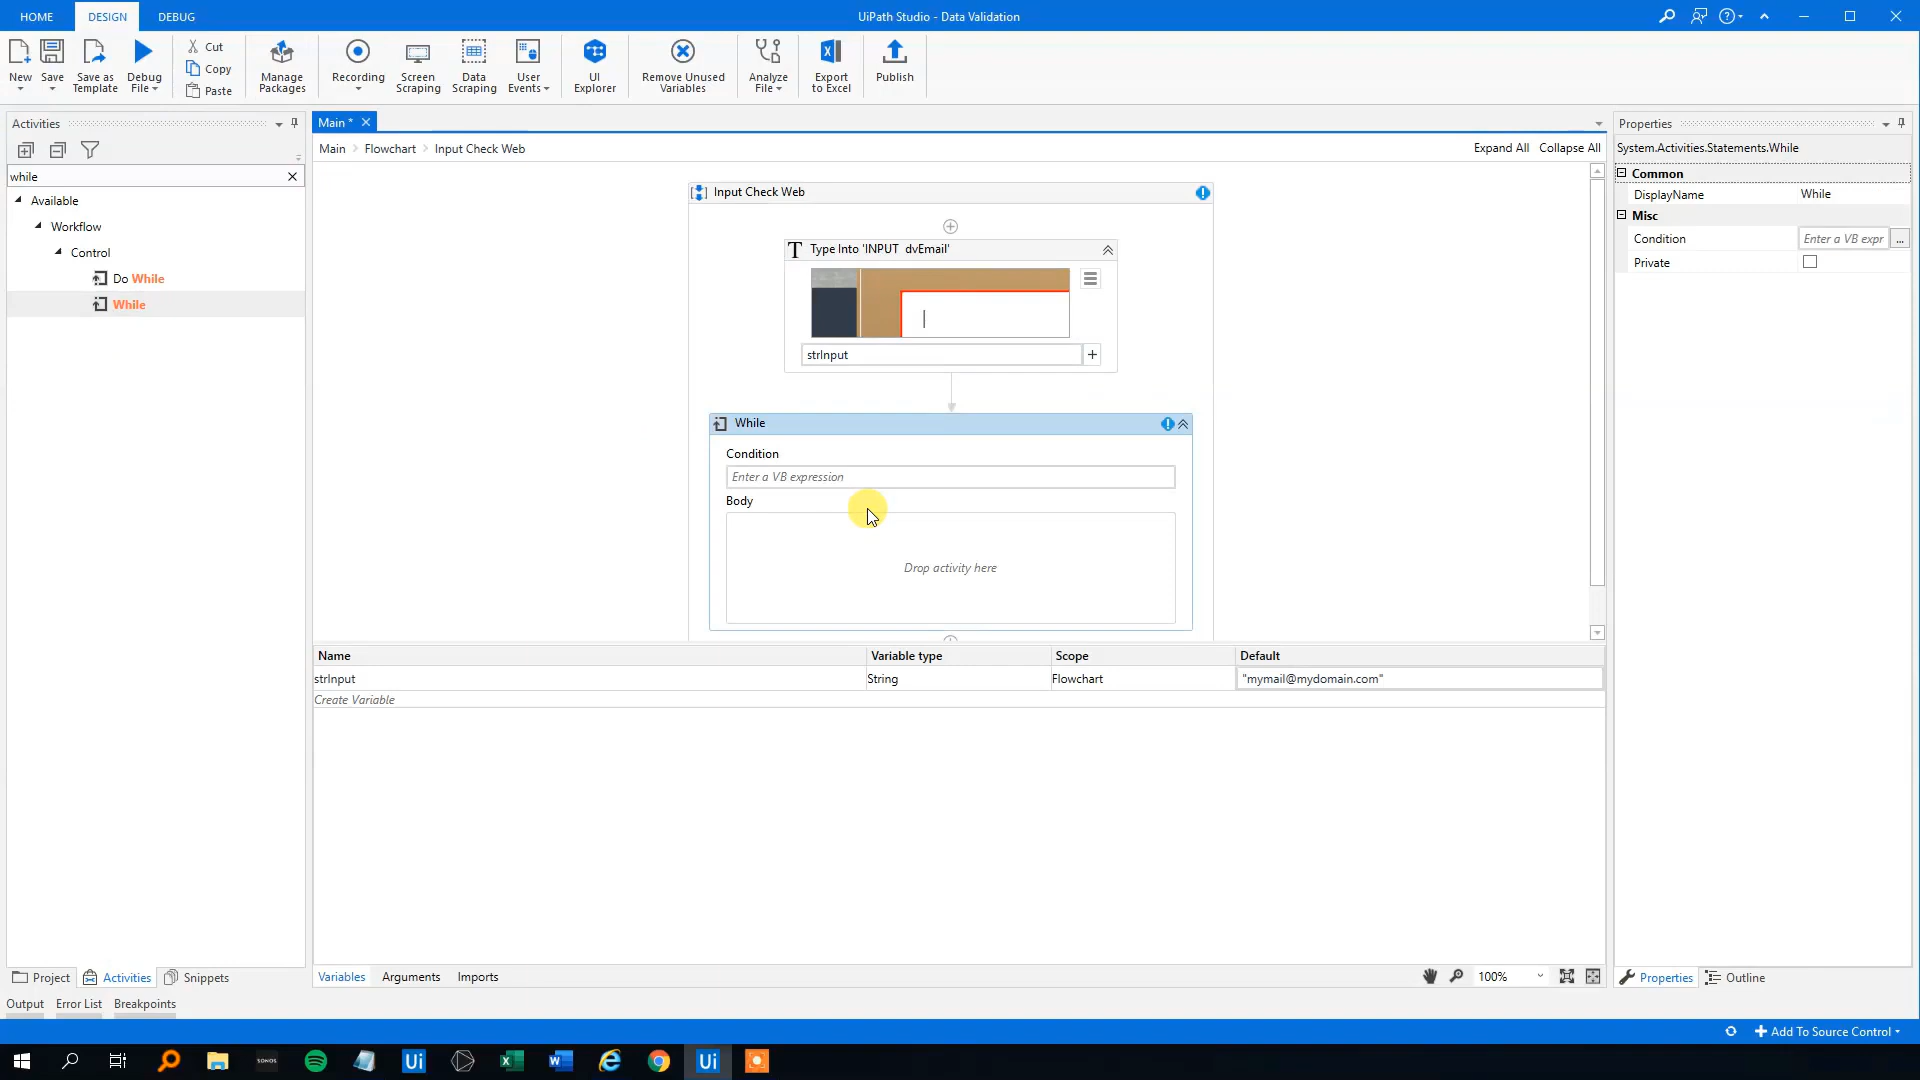 HOME DESIGN DEBUG UiPath Studio - Data Validation
New Save Save as Template Debug File Cut Copy Paste Manage Packages Recording Screen Scraping Data Scraping User Events UI Explorer Remove Unused Variables Analyze File Export to Excel Publish
Activities
while
Available
Workflow
Control
Do While
While
Main *
Main > Flowchart > Input Check Web Expand All Collapse All
Input Check Web
T Type Into 'INPUT dvEmail'
strInput
+
While
Condition
Enter a VB expression
Body
Drop activity here
Name Variable type Scope Default
strInput String Flowchart "mymail@mydomain.com"
Create Variable
Variables Arguments Imports 100%
Properties
System.Activities.Statements.While
Common
DisplayName While
Misc
Condition Enter a VB expr ...
Private
Project Activities Snippets
Properties Outline
Output Error List Breakpoints
Add To Source Control
SONOS Ui Ui